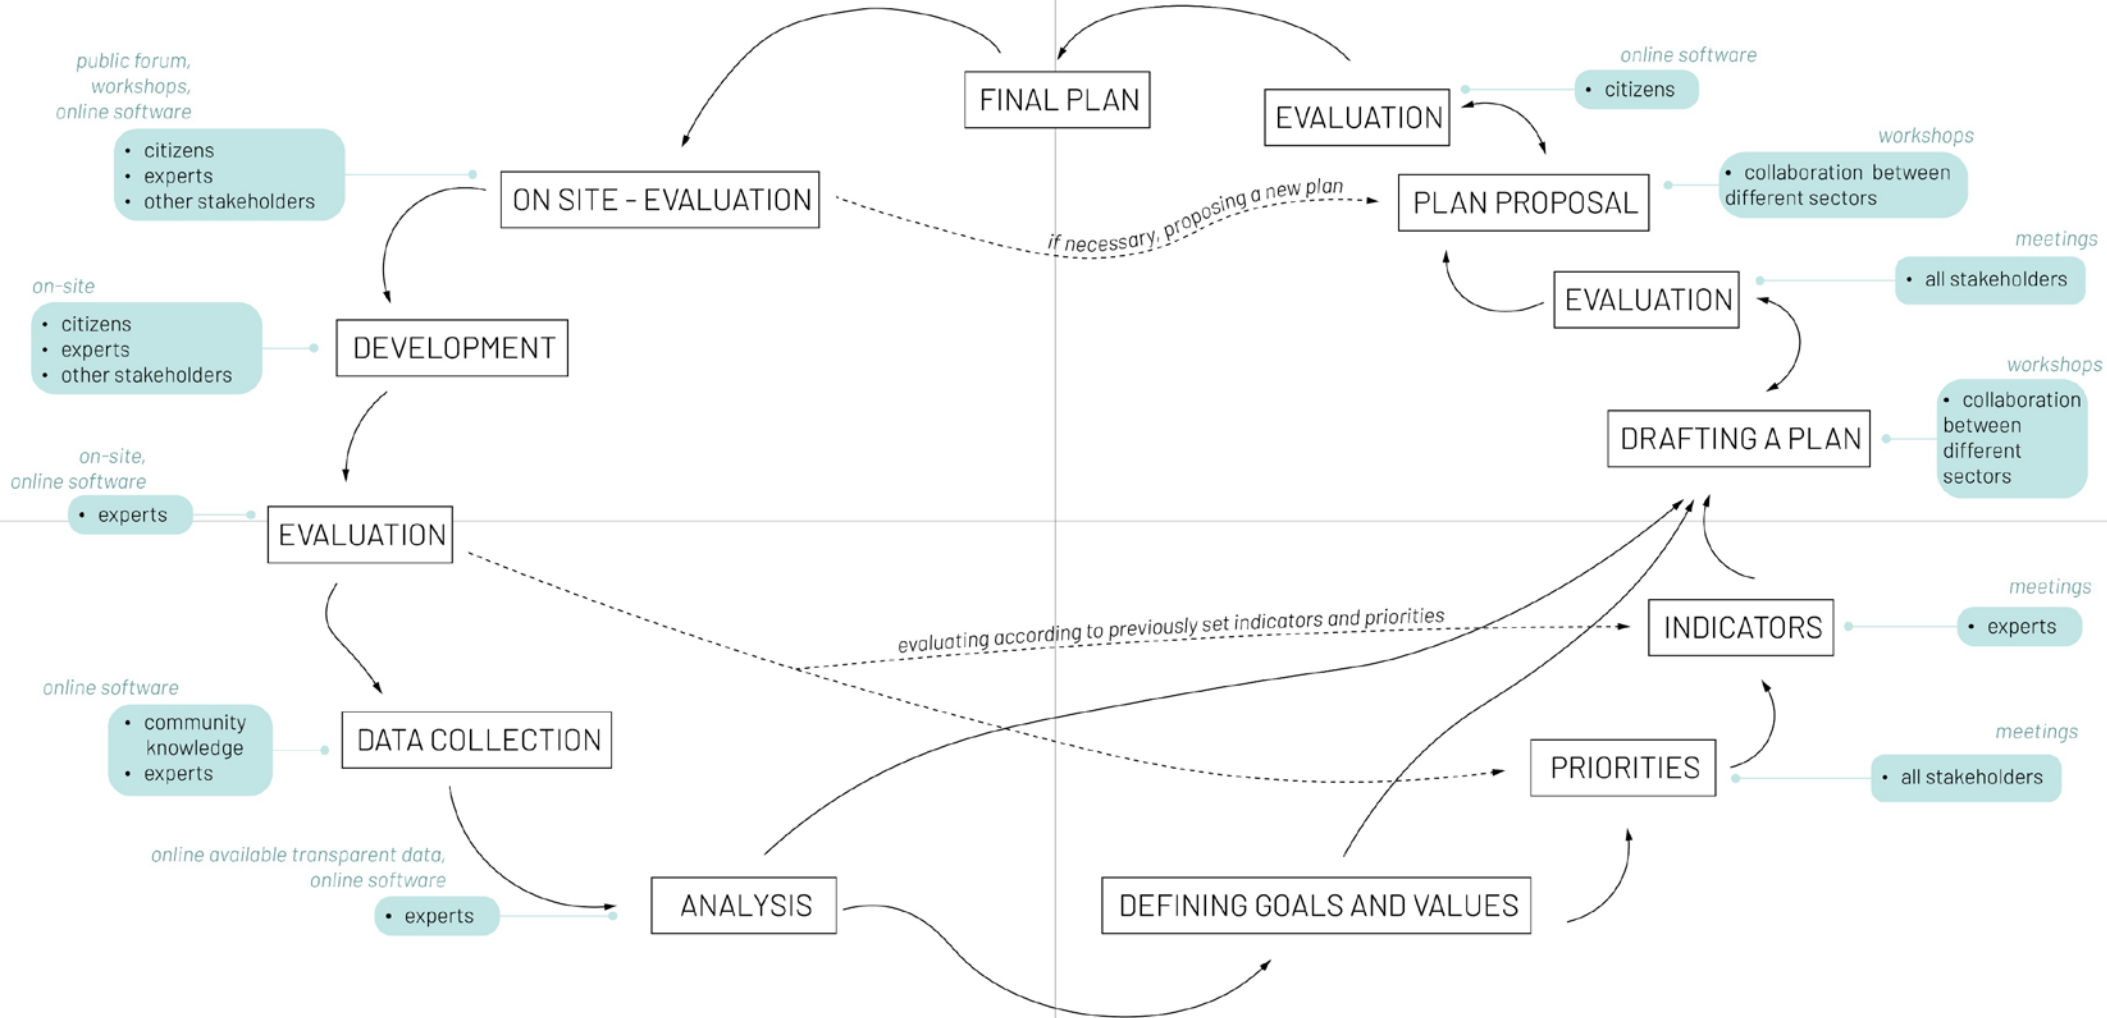 FINAL PLAN
online software
EVALUATION
• citizens
workshops
PLAN PROPOSAL
• collaboration between
different sectors
meetings
EVALUATION
• all stakeholders
workshops
DRAFTING A PLAN
• collaboration
between
different
sectors
meetings
INDICATORS
• experts
meetings
PRIORITIES
• all stakeholders
DEFINING GOALS AND VALUES
online available transparent data,
online software
• experts
ANALYSIS
online software
• community
knowledge
• experts
DATA COLLECTION
on-site,
online software
• experts
EVALUATION
evaluating according to previously set indicators and priorities
on-site
• citizens
• experts
• other stakeholders
DEVELOPMENT
public forum,
workshops,
online software
• citizens
• experts
• other stakeholders
ON SITE - EVALUATION
if necessary, proposing a new plan